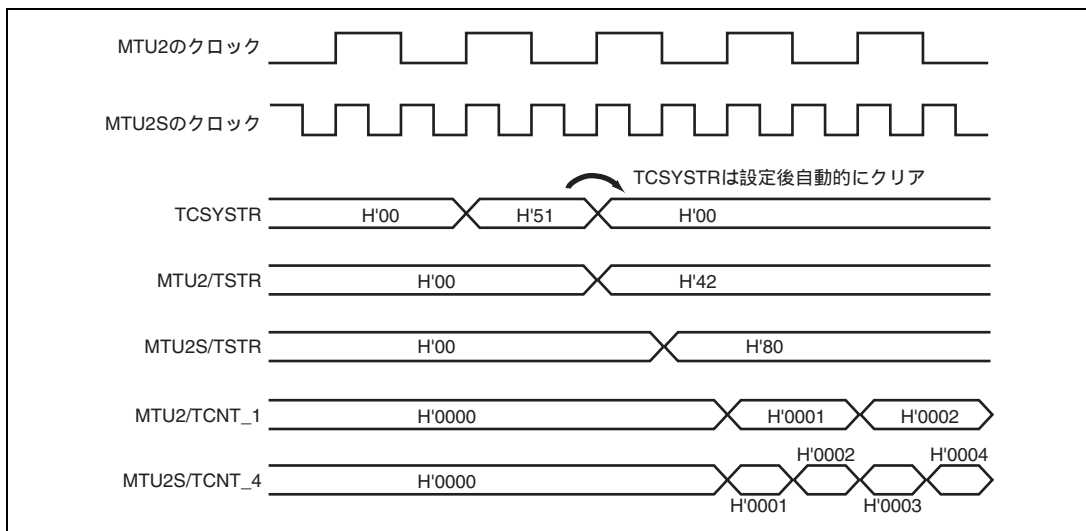 MTU2のクロック
MTU2Sのクロック
TCSYSTRは設定後自動的にクリア
TCSYSTR H'00 H'51 H'00
MTU2/TSTR H'00 H'42
MTU2S/TSTR H'00 H'80
MTU2/TCNT_1 H'0000 H'0001 H'0002
H'0002 H'0004
MTU2S/TCNT_4 H'0000
H'0001 H'0003